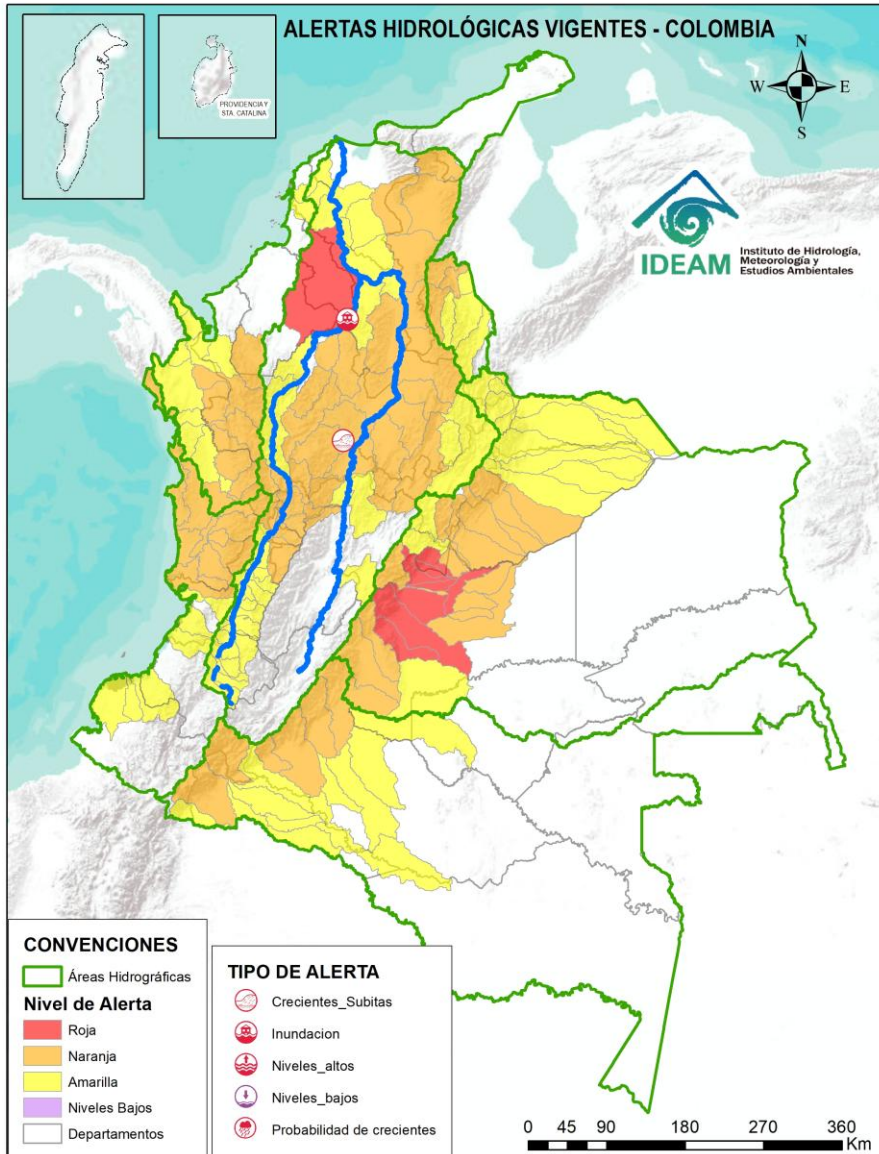 ALERTAS HIDROLÓGICAS VIGENTES - COLOMBIA
PROVIDENCIA Y
STA. CATALINA
N
W
E
S
IDEAM
Instituto de Hidrología,
Meteorología y
Estudios Ambientales
CONVENCIONES
Áreas Hidrográficas
Nivel de Alerta
Roja
Naranja
Amarilla
Niveles Bajos
Departamentos
TIPO DE ALERTA
Crecientes_Subitas
Inundacion
Niveles_altos
Niveles_bajos
Probabilidad de crecientes
0 45 90 180 270 360
Km